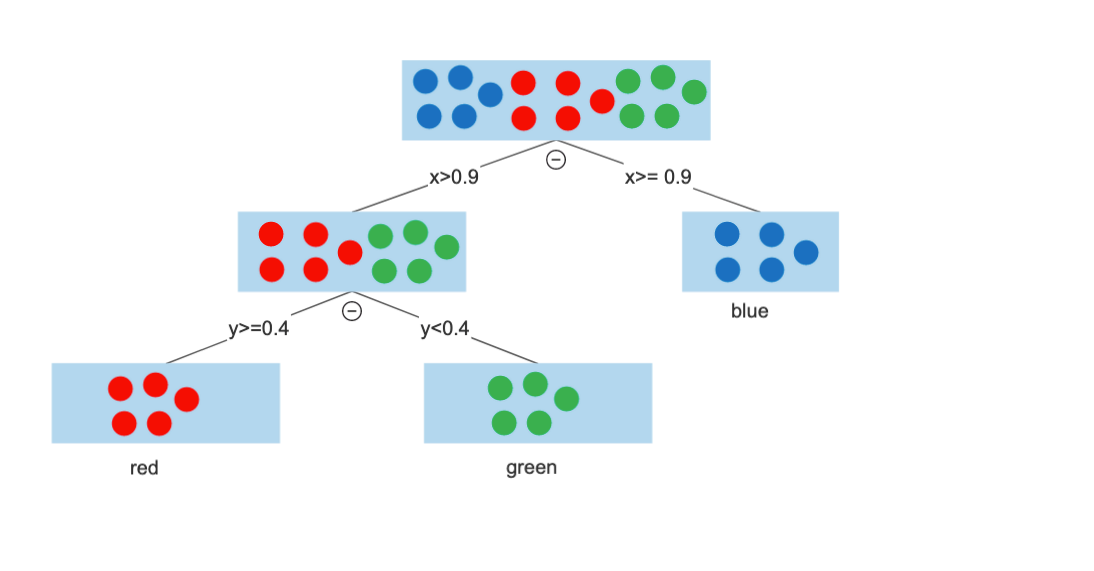 x>0.9
x>= 0.9
blue
y>=0.4
y<0.4
red
green